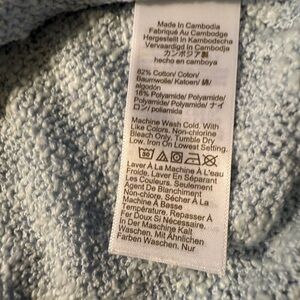 Made In Cambodia
Fabriqué Au Cambodge
Hergestellt In Kambodscha
Vervaardigd In Cambodja
カンボジア製
hecho en camboya
82% Cotton/ Coton/
Baumwolle/ Katoen/ 綿/
algodón
18% Polyamide/ Polyamide/
Polyamide/ Polyamide/ ナイ
ロン/ poliamida
Machine Wash Cold. With
Like Colors. Non-chlorine
Bleach Only. Tumble Dry
Low. Iron On Lowest Setting.
Laver À La Machine À L'eau
Froide. Laver En Séparant
Les Couleurs. Seulement
Agent De Blanchiment
Non-chlore. Sécher À La
Machine À Basse
Température. Repasser À
Fer Doux Si Nécessaire.
In Der Maschine Kalt
Waschen, Mit Ähnlichen
Farben Waschen, Nur